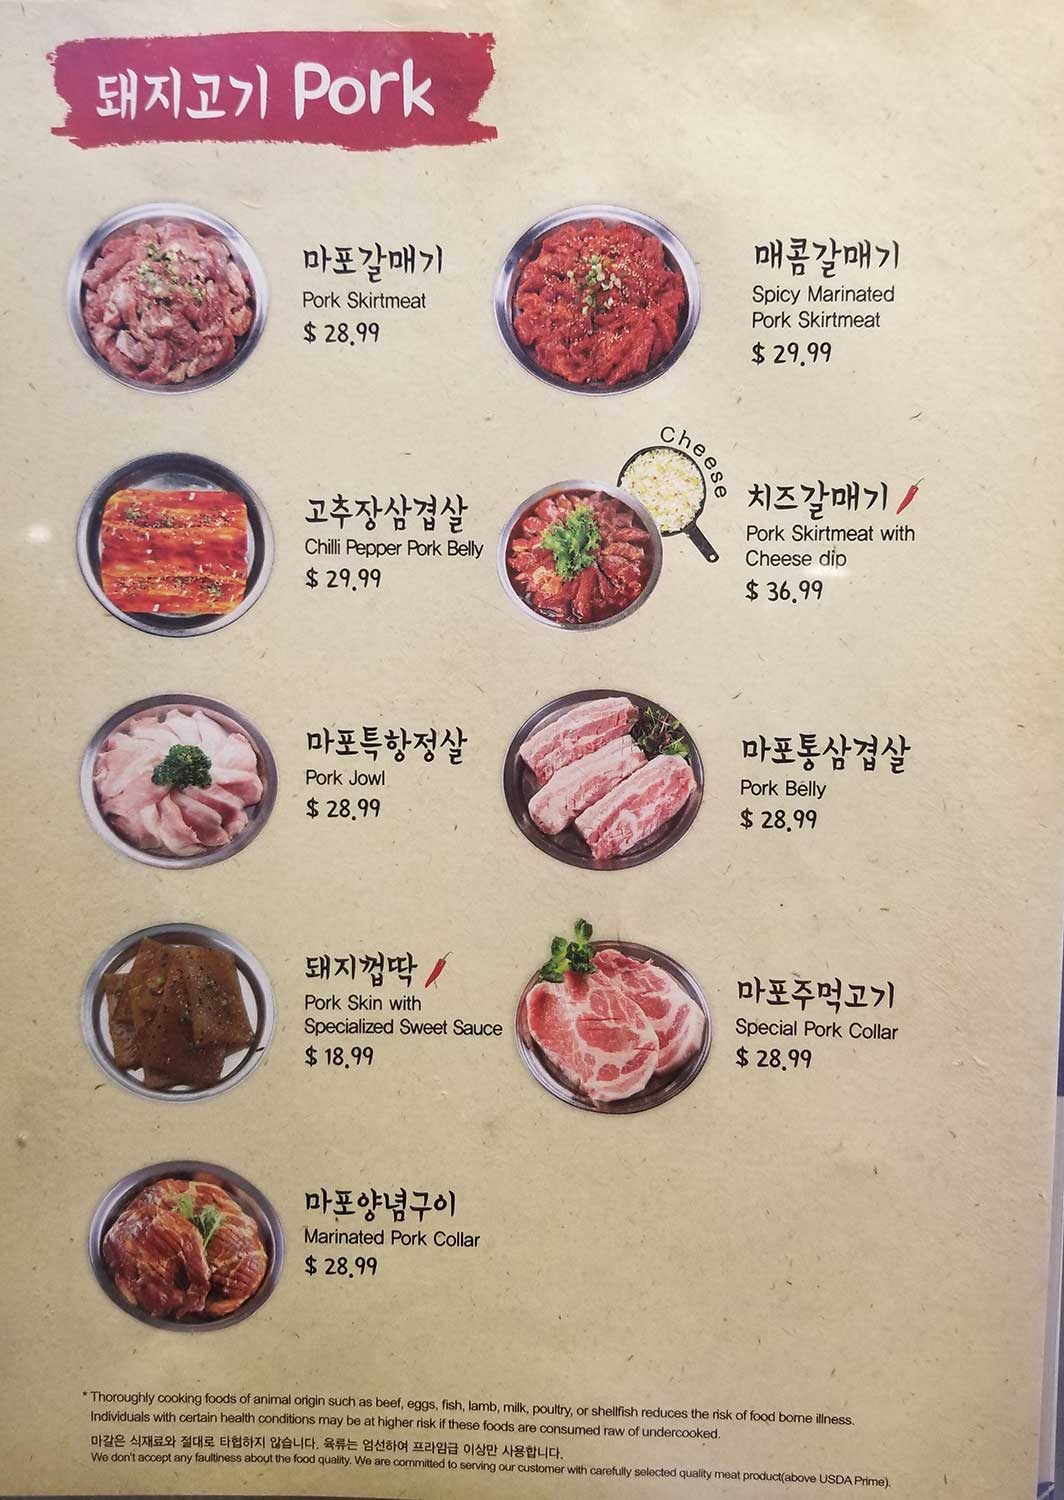 돼지고기 Pork
마포갈매기
Pork Skirtmeat
$ 28.99
매콤갈매기
Spicy Marinated
Pork Skirtmeat
$ 29.99
고추장삼겹살
Chilli Pepper Pork Belly
$ 29.99
Cheese
치즈갈매기
Pork Skirtmeat with
Cheese dip
$ 36.99
마포특항정살
Pork Jowl
$ 28.99
마포통삼겹살
Pork Belly
$ 28.99
돼지껍딱
Pork Skin with
Specialized Sweet Sauce
$ 18.99
마포주먹고기
Special Pork Collar
$ 28.99
마포양념구이
Marinated Pork Collar
$ 28.99
* Thoroughly cooking foods of animal origin such as beef, eggs, fish, lamb, milk, poultry, or shellfish reduces the risk of food borne illness.
Individuals with certain health conditions may be at higher risk if these foods are consumed raw of undercooked.
마갈은 식재료와 절대로 타협하지 않습니다. 육류는 엄선하여 프라임급 이상만 사용합니다.
We don't accept any faultiness about the food quality. We are committed to serving our customer with carefully selected quality meat product(above USDA Prime).